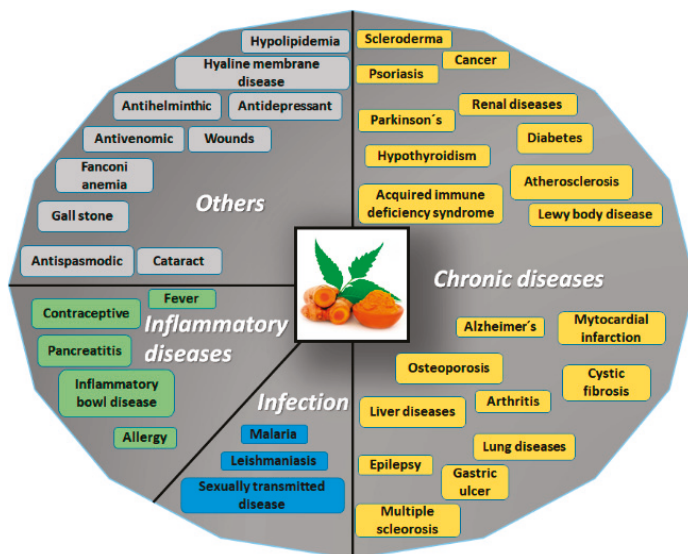 Hypolipidemia
Hyaline membrane
disease
Antihelminthic
Antidepressant
Antivenomic
Wounds
Fanconi
anemia
Others
Gall stone
Antispasmodic
Cataract
Scleroderma
Cancer
Psoriasis
Renal diseases
Parkinson´s
Diabetes
Hypothyroidism
Atherosclerosis
Acquired immune
deficiency syndrome
Lewy body disease
Chronic diseases
Alzheimer´s
Mytocardial
infarction
Osteoporosis
Cystic
fibrosis
Arthritis
Liver diseases
Lung diseases
Epilepsy
Gastric
ulcer
Multiple
scleorosis
Fever
Contraceptive
Inflammatory
diseases
Pancreatitis
Inflammatory
bowl disease
Allergy
Infection
Malaria
Leishmaniasis
Sexually transmitted
disease